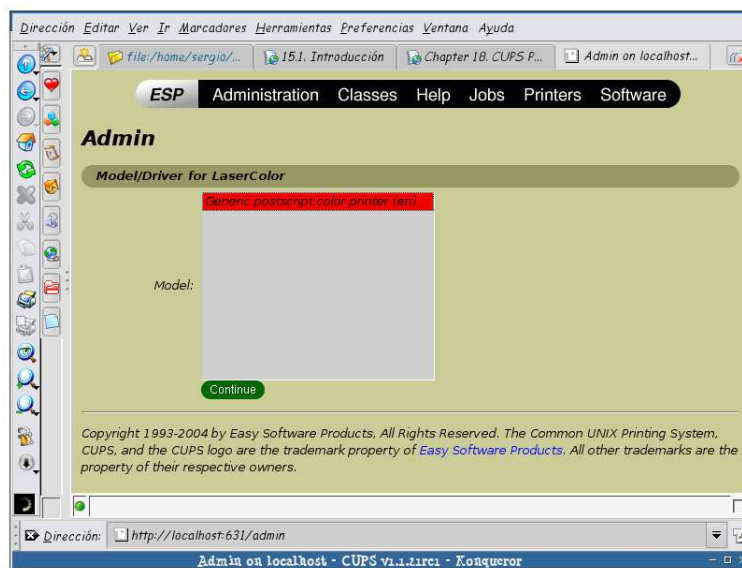 Dirección Editar Ver Ir Marcadores Herramientas Preferencias Ventana Ayuda
file:/home/sergio/... 15.1. Introducción Chapter 18. CUPS P... Admin on localhost...
ESP Administration Classes Help Jobs Printers Software
Admin
Model/Driver for LaserColor
Generic postscript color printer (en)
Model:
Continue
Copyright 1993-2004 by Easy Software Products, All Rights Reserved. The Common UNIX Printing System,
CUPS, and the CUPS logo are the trademark property of Easy Software Products. All other trademarks are the
property of their respective owners.
Dirección: http://localhost:631/admin
Admin on localhost - CUPS v1.1.21rc1 - Konqueror